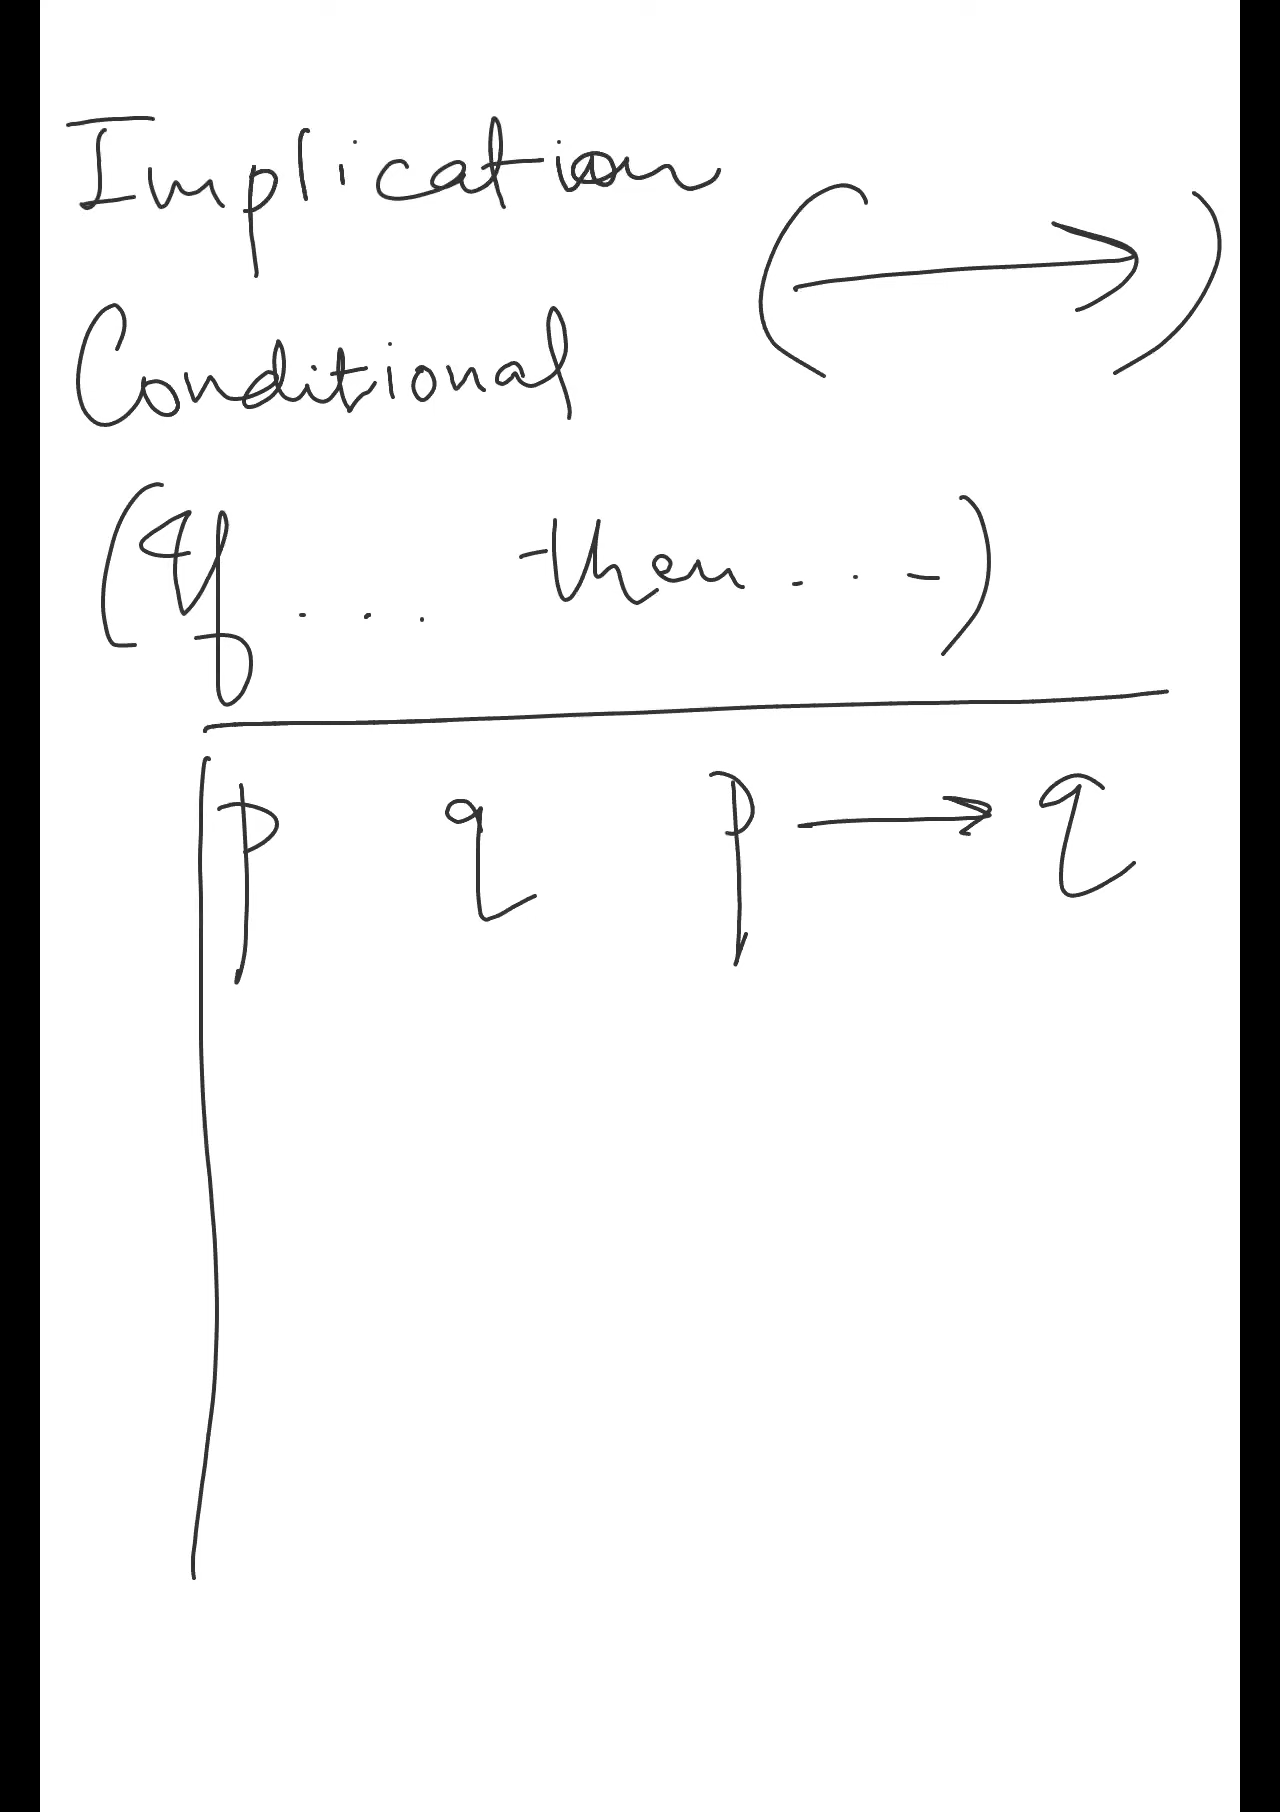 Implication
(→)
Conditional
(If .... then ....-)
p q p → q